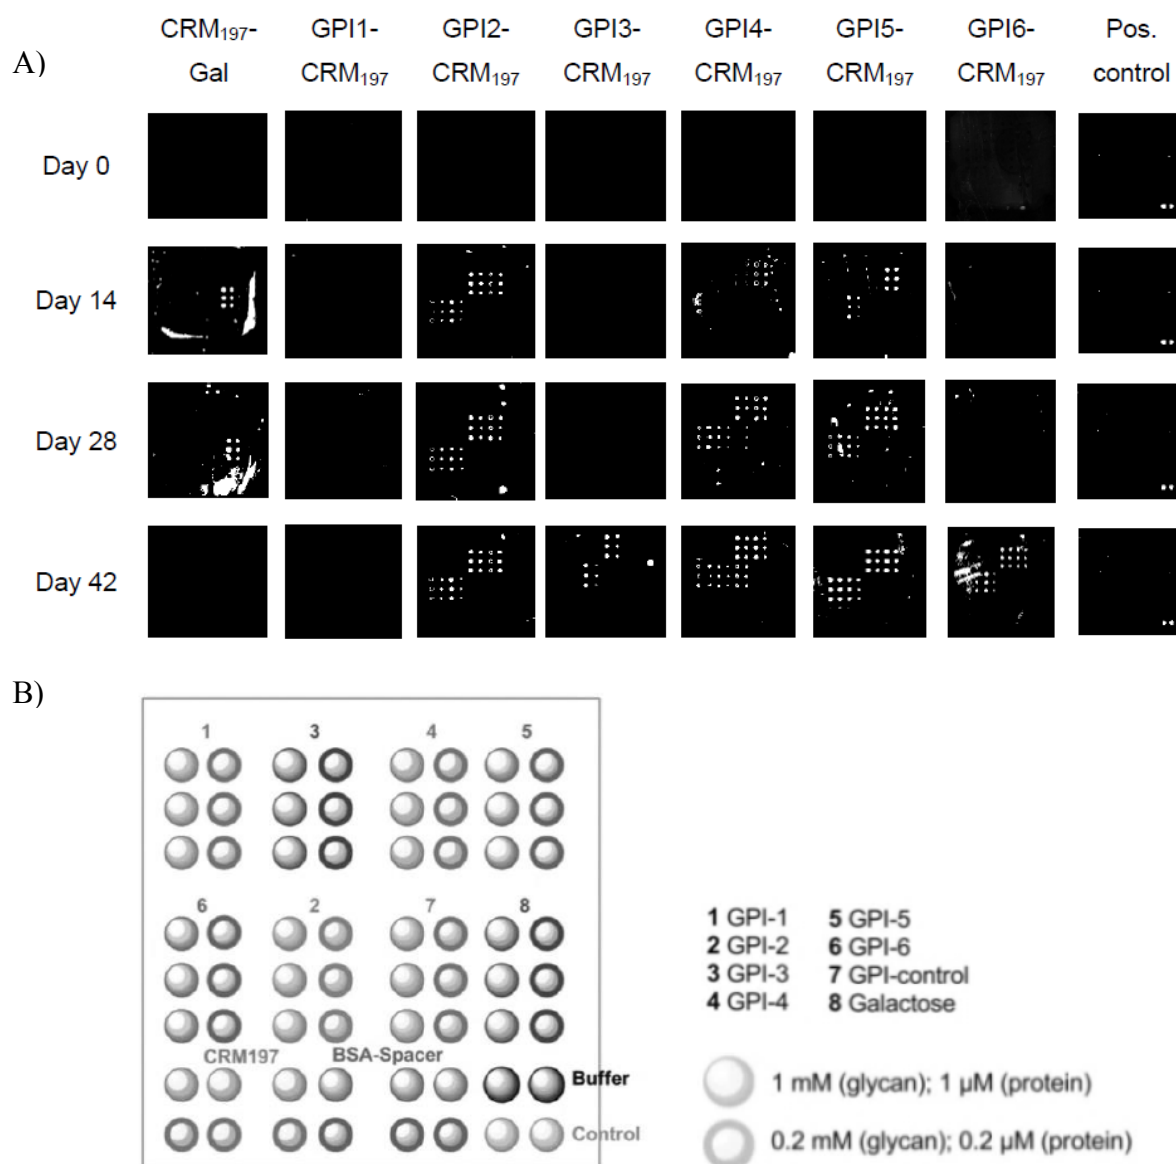 A)
CRM₁₉₇- GPI1- GPI2- GPI3- GPI4- GPI5- GPI6- Pos.
Gal CRM₁₉₇ CRM₁₉₇ CRM₁₉₇ CRM₁₉₇ CRM₁₉₇ CRM₁₉₇ control
Day 0
Day 14
Day 28
Day 42
B)
1 3 4 5
6 2 7 8
CRM197 BSA-Spacer
Buffer
Control
1 GPI-1 5 GPI-5
2 GPI-2 6 GPI-6
3 GPI-3 7 GPI-control
4 GPI-4 8 Galactose
1 mM (glycan); 1 µM (protein)
0.2 mM (glycan); 0.2 µM (protein)